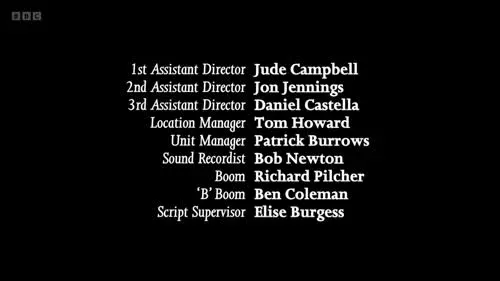 BBC
1st Assistant Director Jude Campbell
2nd Assistant Director Jon Jennings
3rd Assistant Director Daniel Castella
Location Manager Tom Howard
Unit Manager Patrick Burrows
Sound Recordist Bob Newton
Boom Richard Pilcher
‘B’ Boom Ben Coleman
Script Supervisor Elise Burgess